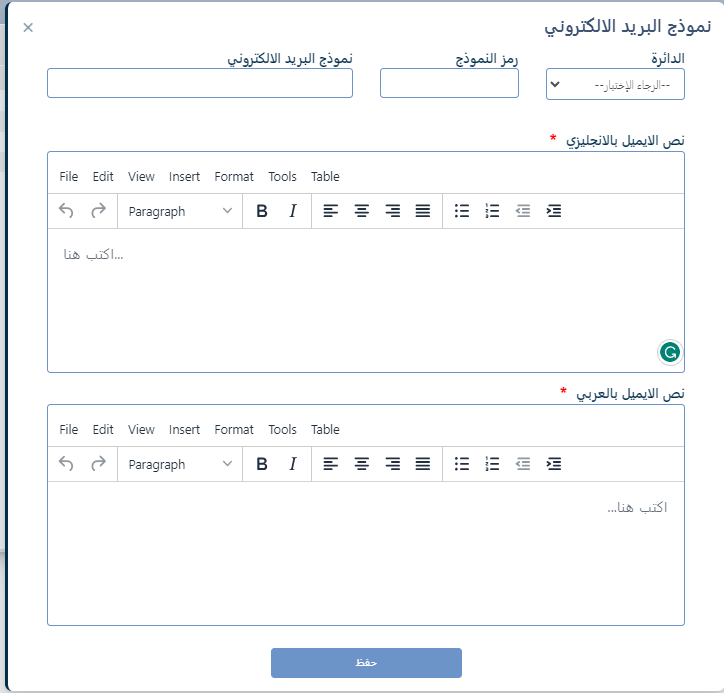 نموذج البريد الالكتروني
×
الدائرة
رمز النموذج
نموذج البريد الالكتروني
--الرجاء الإختيار--
نص الايميل بالانجليزي *
File Edit View Insert Format Tools Table
Paragraph B I
اكتب هنا...
G
نص الايميل بالعربي *
File Edit View Insert Format Tools Table
Paragraph B I
اكتب هنا...
حفظ